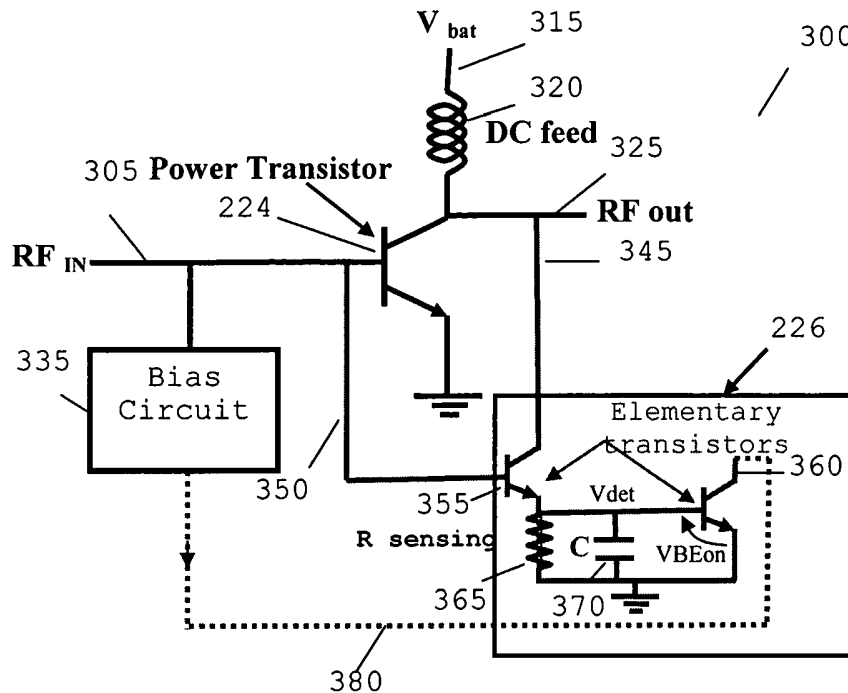 V bat
315
300
320
DC feed
305 Power Transistor
325
224
RF out
RF IN
345
226
335
Bias
Circuit
Elementary
transistors
360
350
355
Vdet
R sensing
C
VBEon
365
370
380